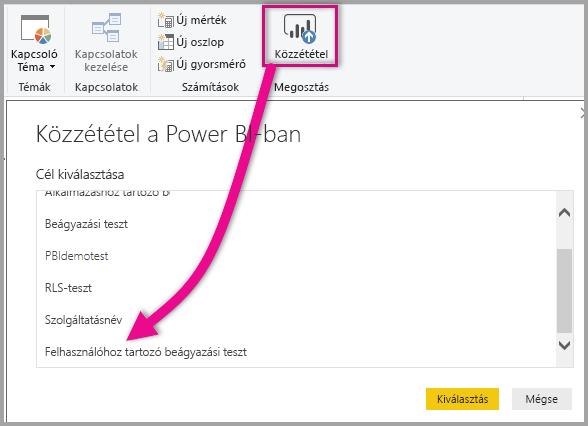 Kapcsoló
Téma
Témák
Kapcsolatok
kezelése
Kapcsolatok
Új mérték
Új oszlop
Új gyorsmérő
Számítások
Közzététel
Megosztás
Közzététel a Power BI-ban
Cél kiválasztása
Alkalmazáshoz tartozó b
Beágyazási teszt
PBIdemotest
RLS-teszt
Szolgáltatásnév
Felhasználóhoz tartozó beágyazási teszt
Kiválasztás
Mégse